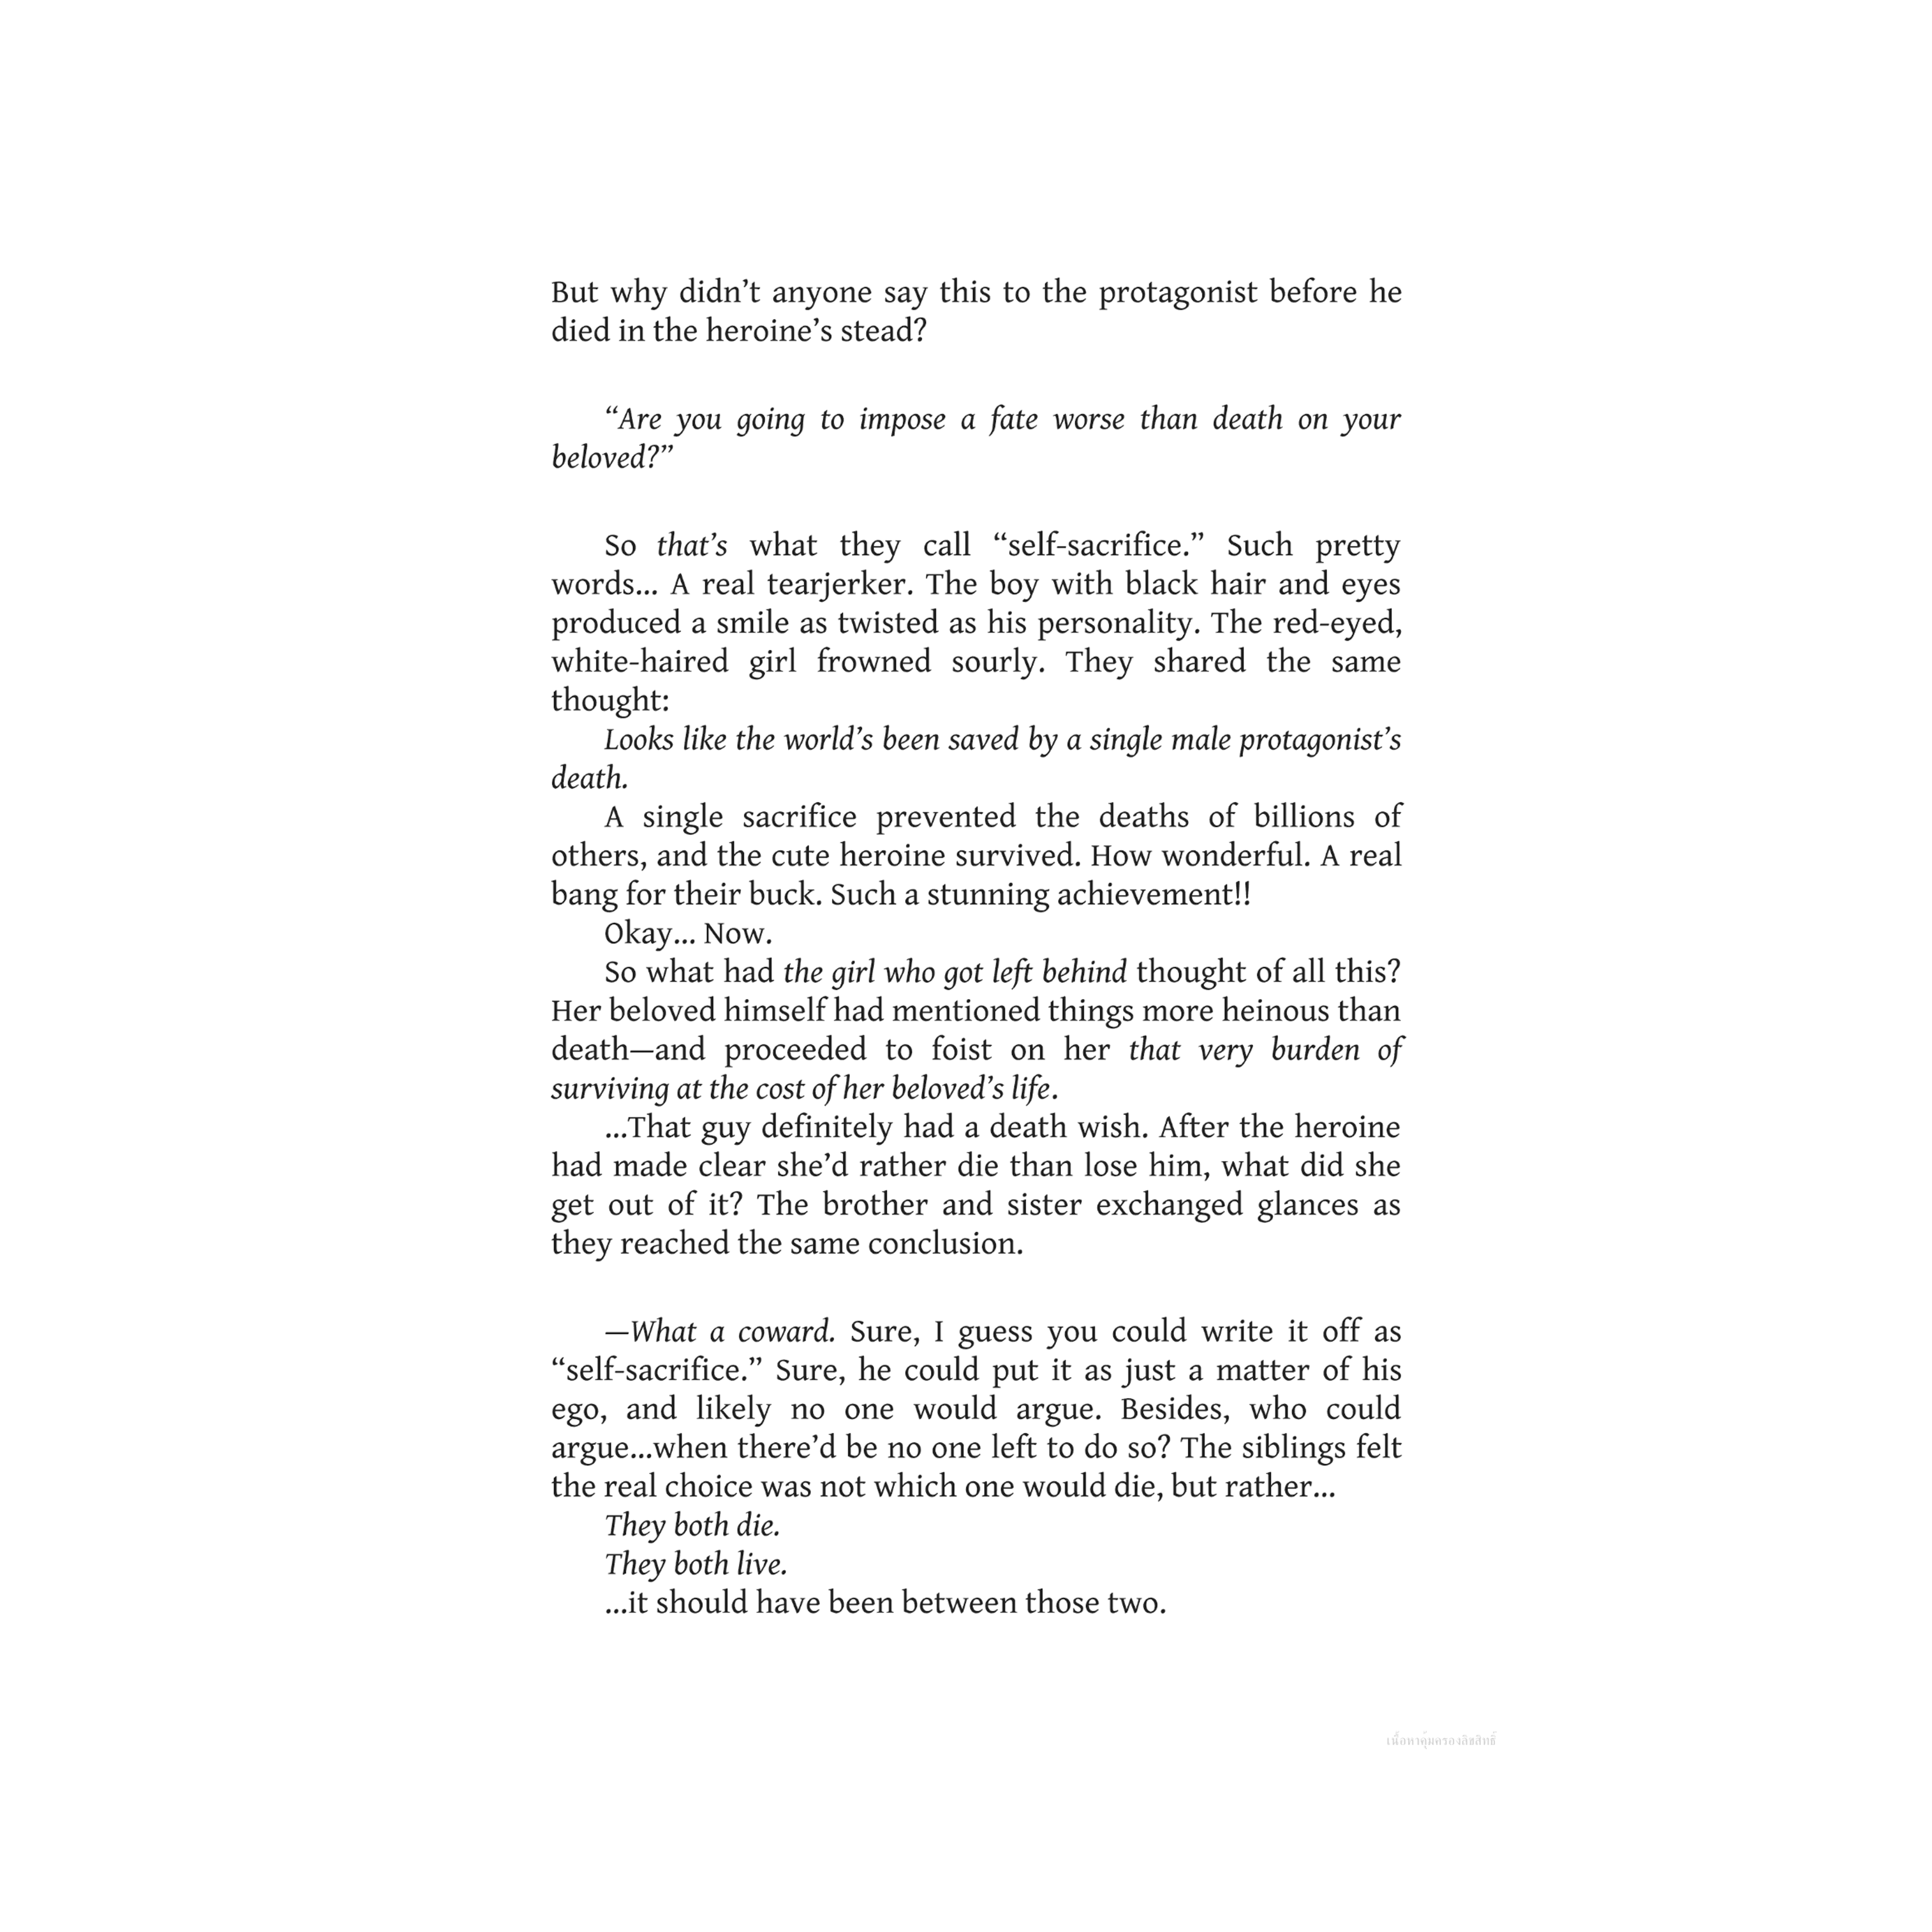 But why didn’t anyone say this to the protagonist before he
died in the heroine’s stead?
“Are you going to impose a fate worse than death on your
beloved?”
So that’s what they call “self-sacrifice.” Such pretty
words... A real tearjerker. The boy with black hair and eyes
produced a smile as twisted as his personality. The red-eyed,
white-haired girl frowned sourly. They shared the same
thought:
Looks like the world’s been saved by a single male protagonist’s
death.
A single sacrifice prevented the deaths of billions of
others, and the cute heroine survived. How wonderful. A real
bang for their buck. Such a stunning achievement!!
Okay... Now.
So what had the girl who got left behind thought of all this?
Her beloved himself had mentioned things more heinous than
death—and proceeded to foist on her that very burden of
surviving at the cost of her beloved’s life.
...That guy definitely had a death wish. After the heroine
had made clear she’d rather die than lose him, what did she
get out of it? The brother and sister exchanged glances as
they reached the same conclusion.
—What a coward. Sure, I guess you could write it off as
“self-sacrifice.” Sure, he could put it as just a matter of his
ego, and likely no one would argue. Besides, who could
argue...when there’d be no one left to do so? The siblings felt
the real choice was not which one would die, but rather...
They both die.
They both live.
...it should have been between those two.
เนื้อหาคุ้มครองลิขสิทธิ์